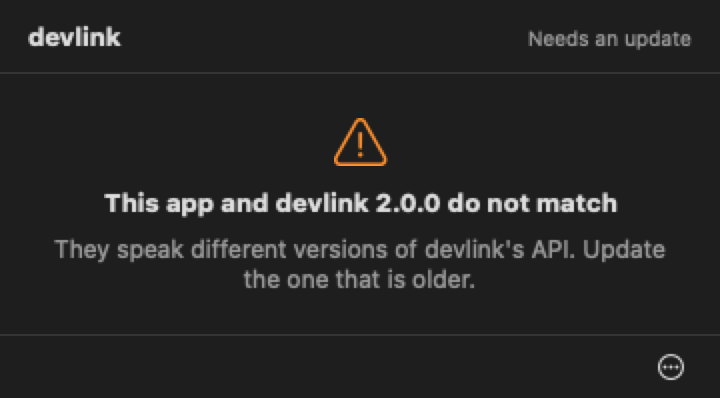 devlink
Needs an update
This app and devlink 2.0.0 do not match
They speak different versions of devlink's API. Update
the one that is older.